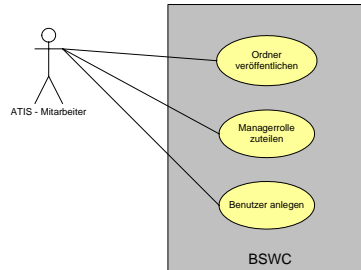 Ordner
veröffentlichen
ATIS - Mitarbeiter
Managerrolle
zuteilen
Benutzer anlegen
BSWC